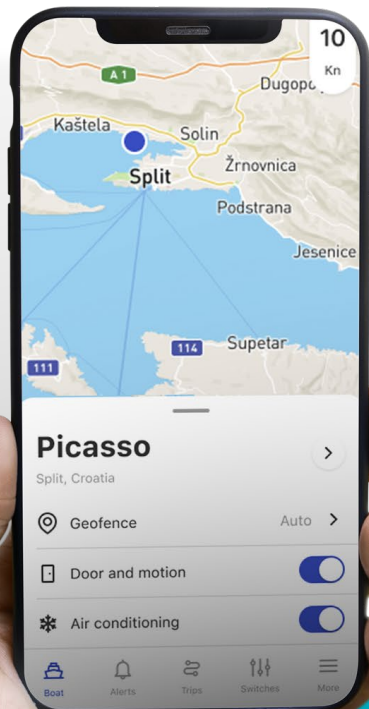 10
Kn
A 1
Kaštela
Solin
Split
Žrnovnica
Podstrana
Jesenice
114
Supetar
111
Picasso
Split, Croatia
Geofence
Auto
Door and motion
Air conditioning
Boat
Alerts
Trips
Switches
More